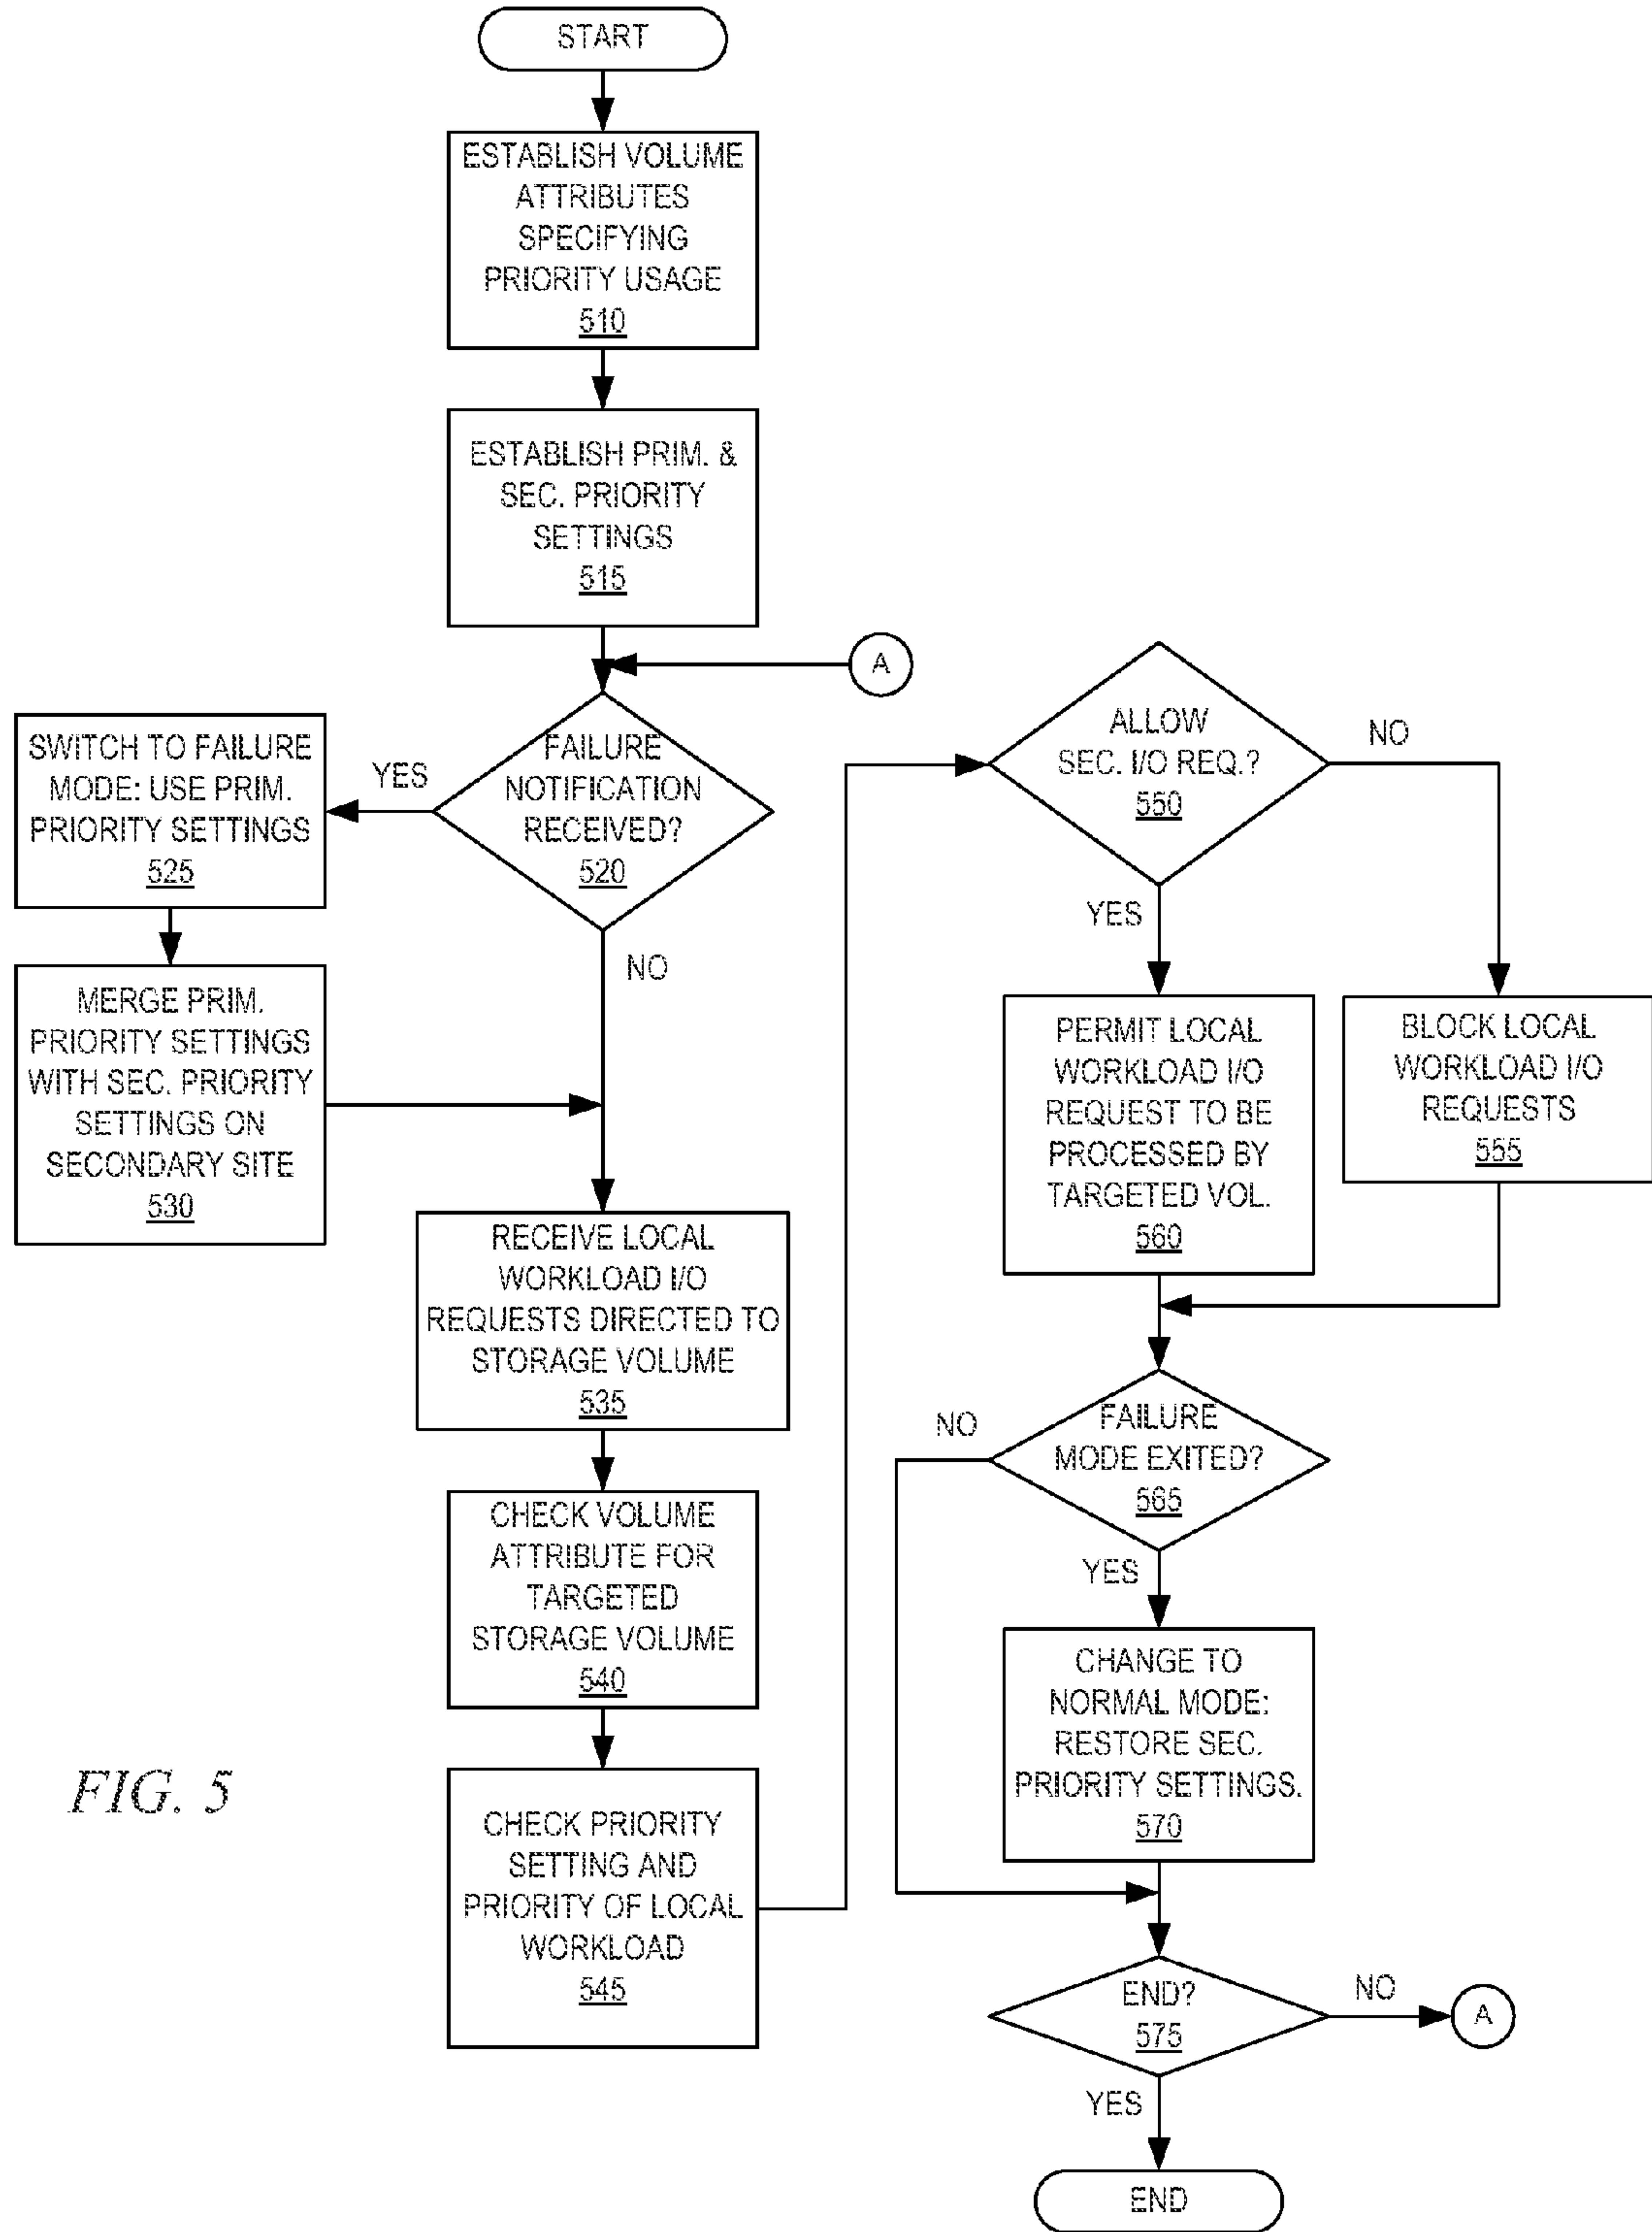 START
ESTABLISH VOLUME
ATTRIBUTES
SPECIFYING
PRIORITY USAGE
510
ESTABLISH PRIM. &
SEC. PRIORITY
SETTINGS
515
A
FAILURE
NOTIFICATION
RECEIVED?
520
YES
NO
SWITCH TO FAILURE
MODE: USE PRIM.
PRIORITY SETTINGS
525
MERGE PRIM.
PRIORITY SETTINGS
WITH SEC. PRIORITY
SETTINGS ON
SECONDARY SITE
530
RECEIVE LOCAL
WORKLOAD I/O
REQUESTS DIRECTED TO
STORAGE VOLUME
535
CHECK VOLUME
ATTRIBUTE FOR
TARGETED
STORAGE VOLUME
540
CHECK PRIORITY
SETTING AND
PRIORITY OF LOCAL
WORKLOAD
545
ALLOW
SEC. I/O REQ.?
550
NO
YES
PERMIT LOCAL
WORKLOAD I/O
REQUEST TO BE
PROCESSED BY
TARGETED VOL.
560
BLOCK LOCAL
WORKLOAD I/O
REQUESTS
555
FAILURE
MODE EXITED?
565
NO
YES
CHANGE TO
NORMAL MODE:
RESTORE SEC.
PRIORITY SETTINGS.
570
END?
575
NO
A
YES
END
FIG. 5